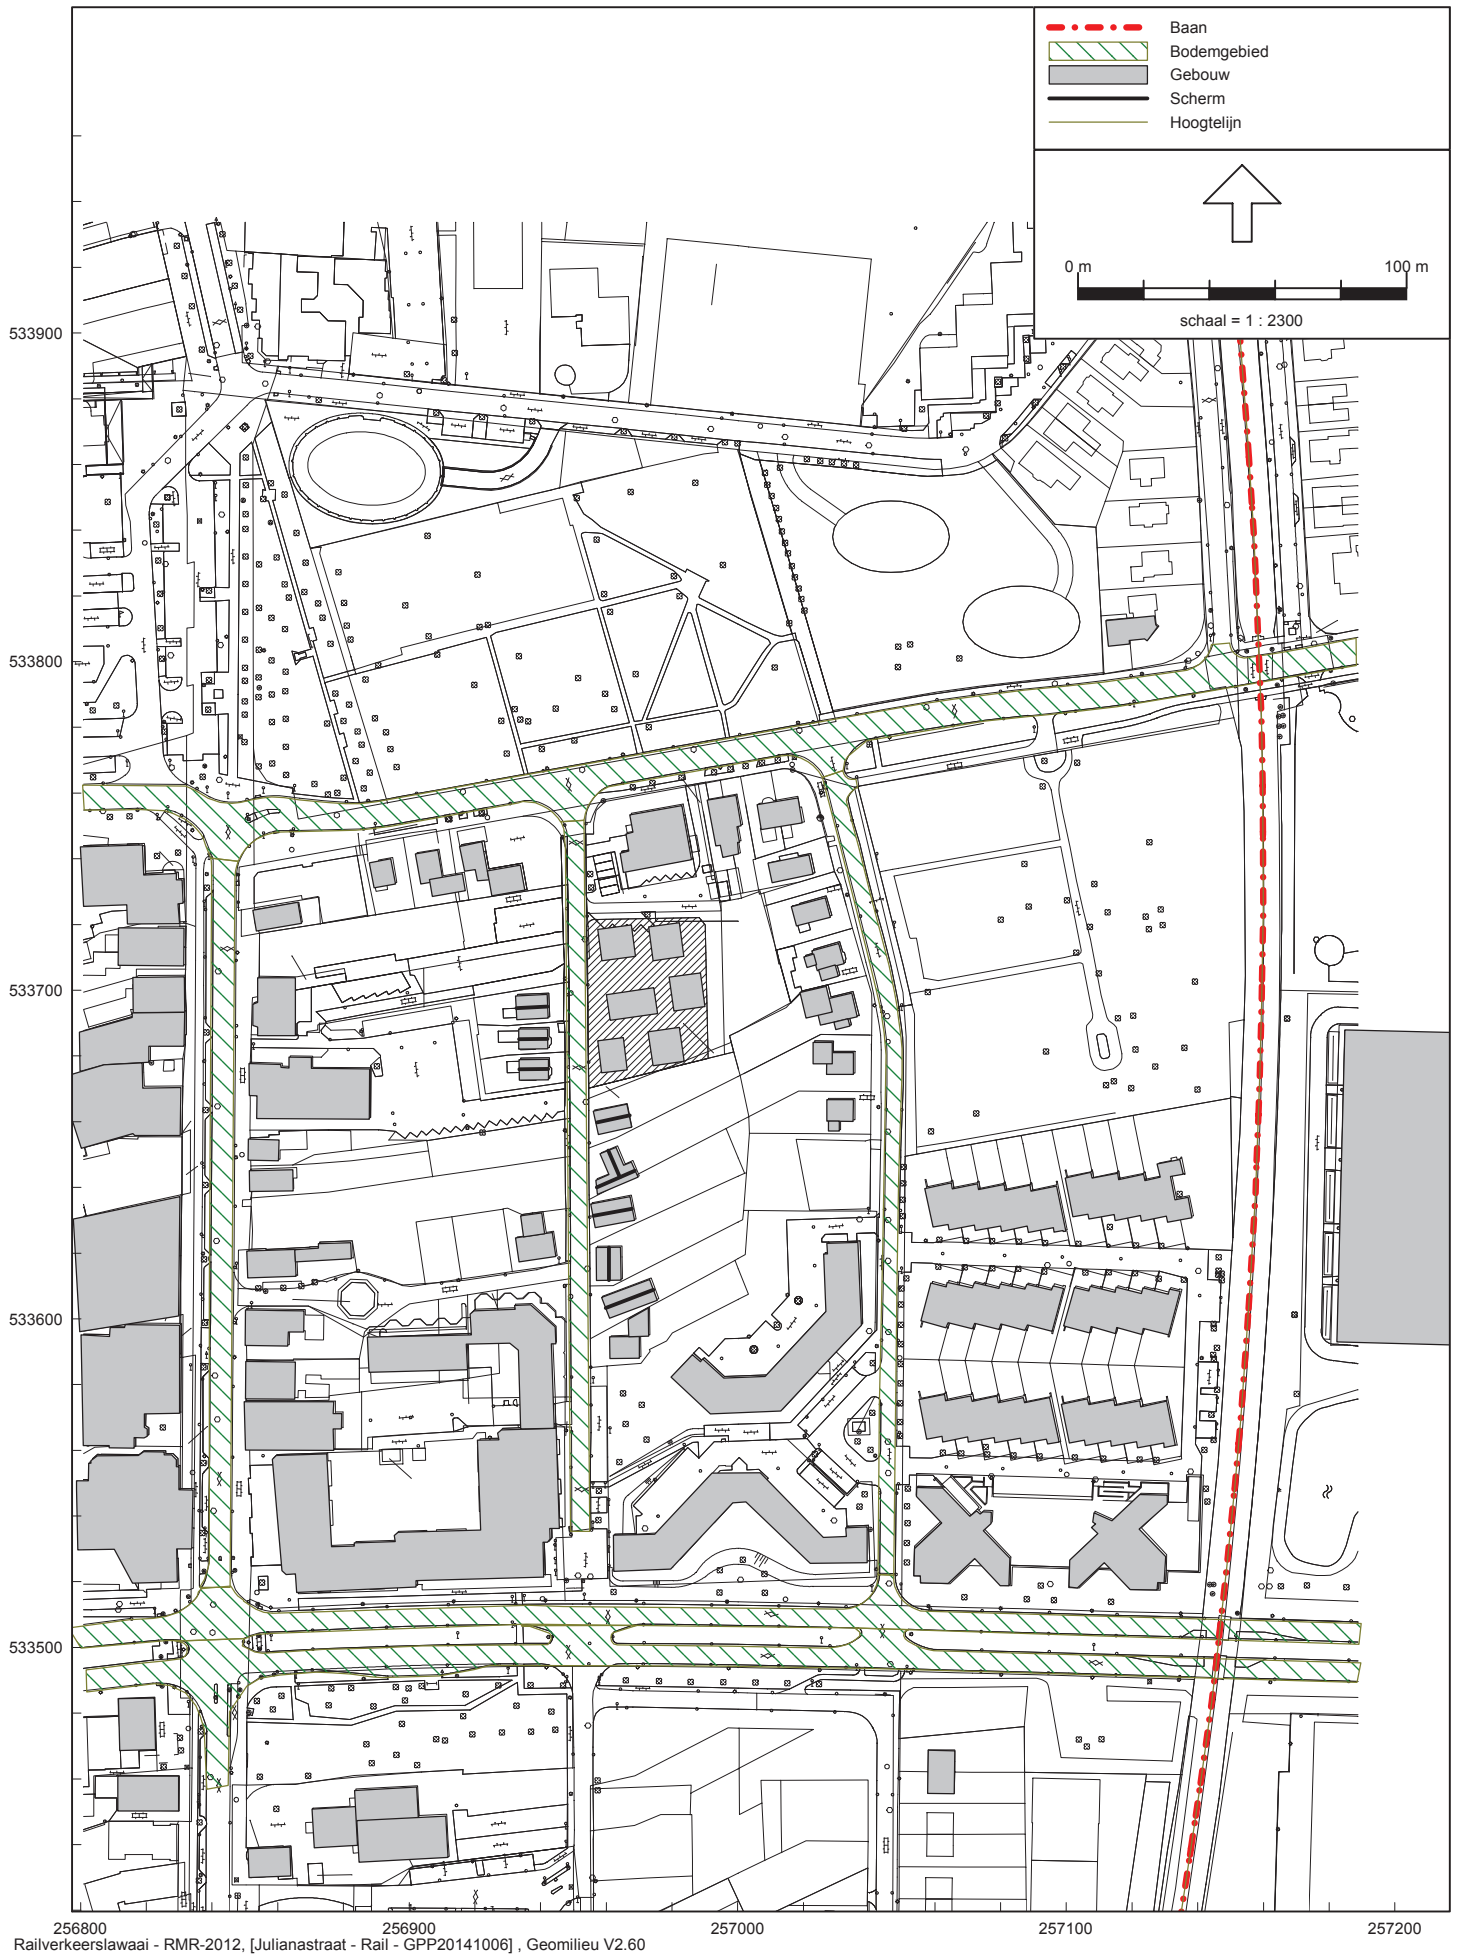 Baan
Bodemgebied
Gebouw
Scherm
Hoogtelijn
0 m 100 m
schaal = 1 : 2300
533900
533800
533700
533600
533500
256800 256900 257000 257100 257200
Railverkeerslawaai - RMR-2012, [Julianastraat - Rail - GPP20141006] , Geomilieu V2.60